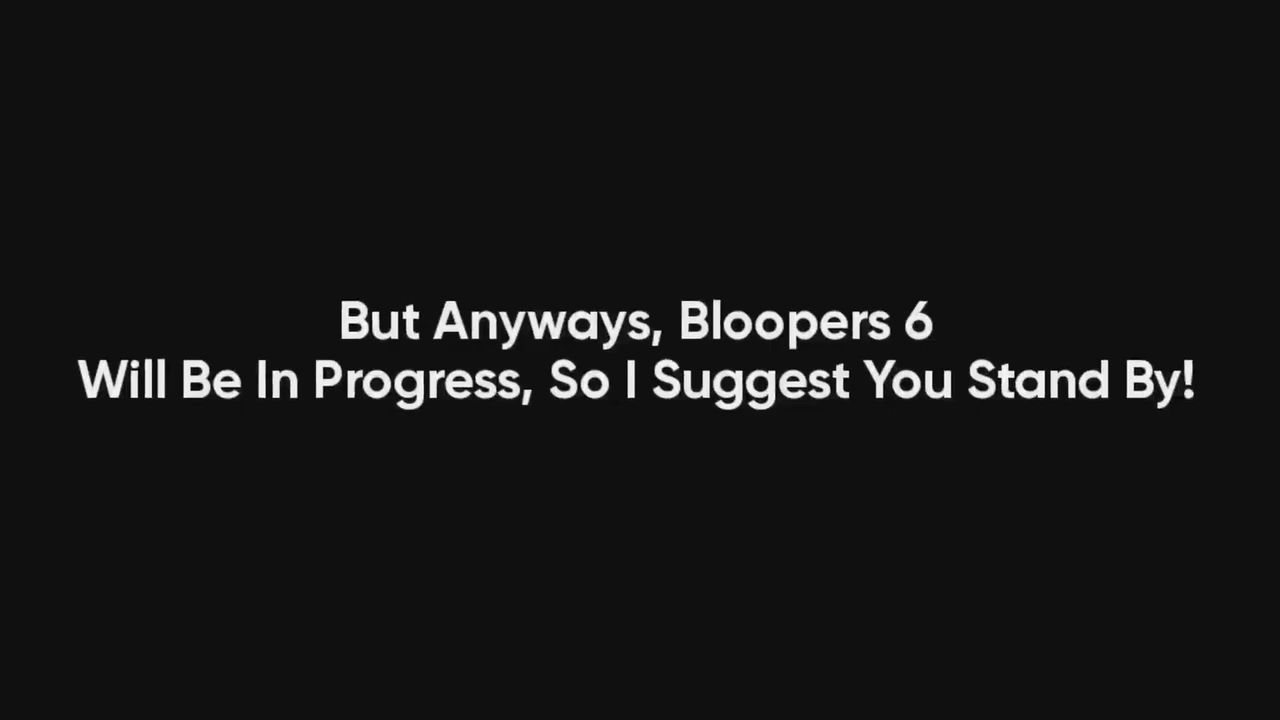 But Anyways, Bloopers 6
Will Be In Progress, So I Suggest You Stand By!